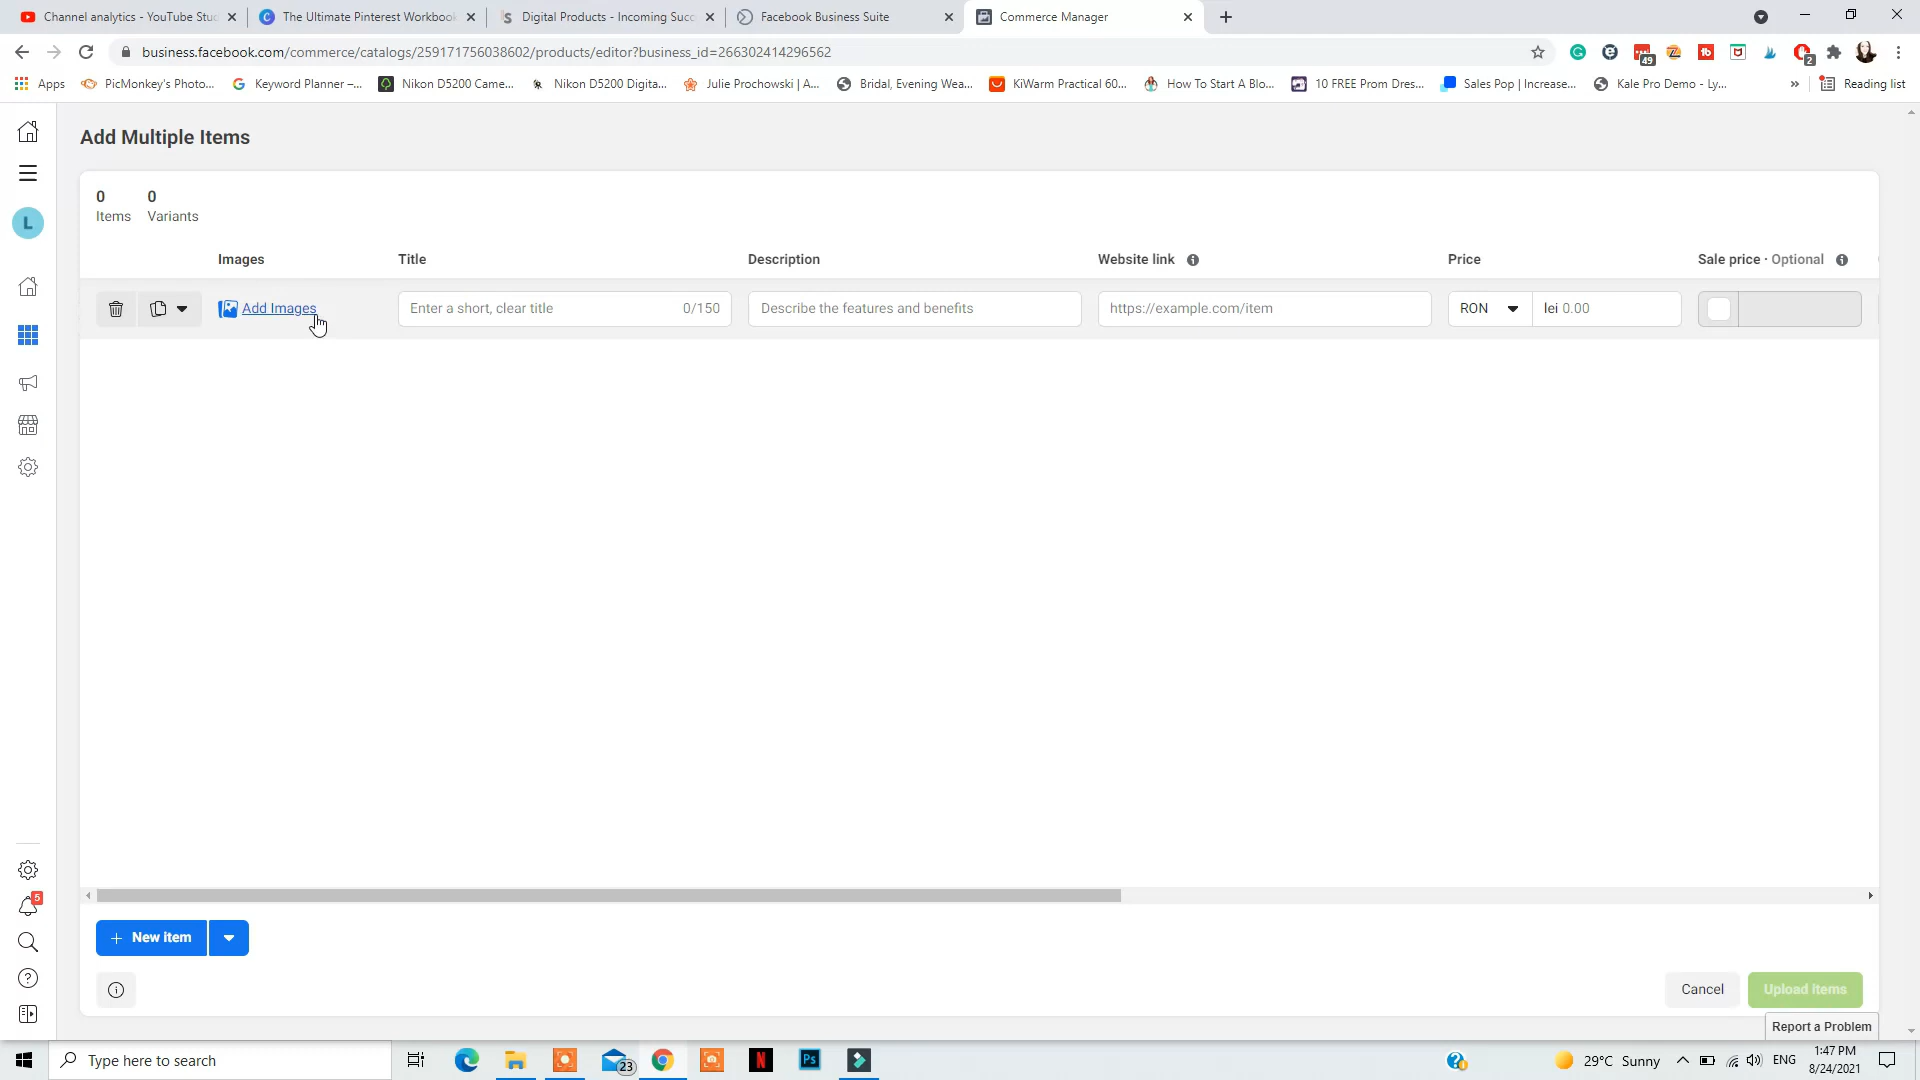 Channel analytics - YouTube Stu
The Ultimate Pinterest Workbook
Digital Products - Incoming Succ
Facebook Business Suite
Commerce Manager
business.facebook.com/commerce/catalogs/259171756038602/products/editor?business_id=266302414296562
49
2
Apps
PicMonkey's Photo...
Keyword Planner –...
Nikon D5200 Came...
Nikon D5200 Digita...
Julie Prochowski | A...
Bridal, Evening Wea...
KiWarm Practical 60...
How To Start A Blo...
10 FREE Prom Dres...
Sales Pop | Increase...
Kale Pro Demo - Ly...
»
Reading list
Add Multiple Items
L
0 0
Items Variants
Images Title Description Website link Price Sale price · Optional
Add Images
Enter a short, clear title 0/150
Describe the features and benefits
https://example.com/item
RON
lei 0.00
+ New item
5
Cancel
Upload items
Report a Problem
Type here to search
23
N
Ps
29°C Sunny
ENG
1:47 PM
8/24/2021